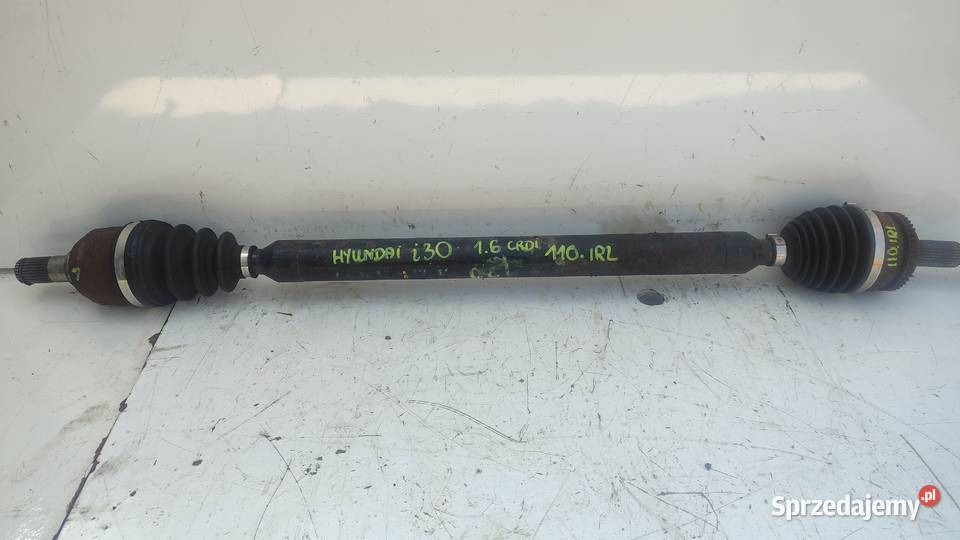 HYUNDAI i30 1.6 CRDI 110.IRL
110.IRL
Sprzedajemy.pl